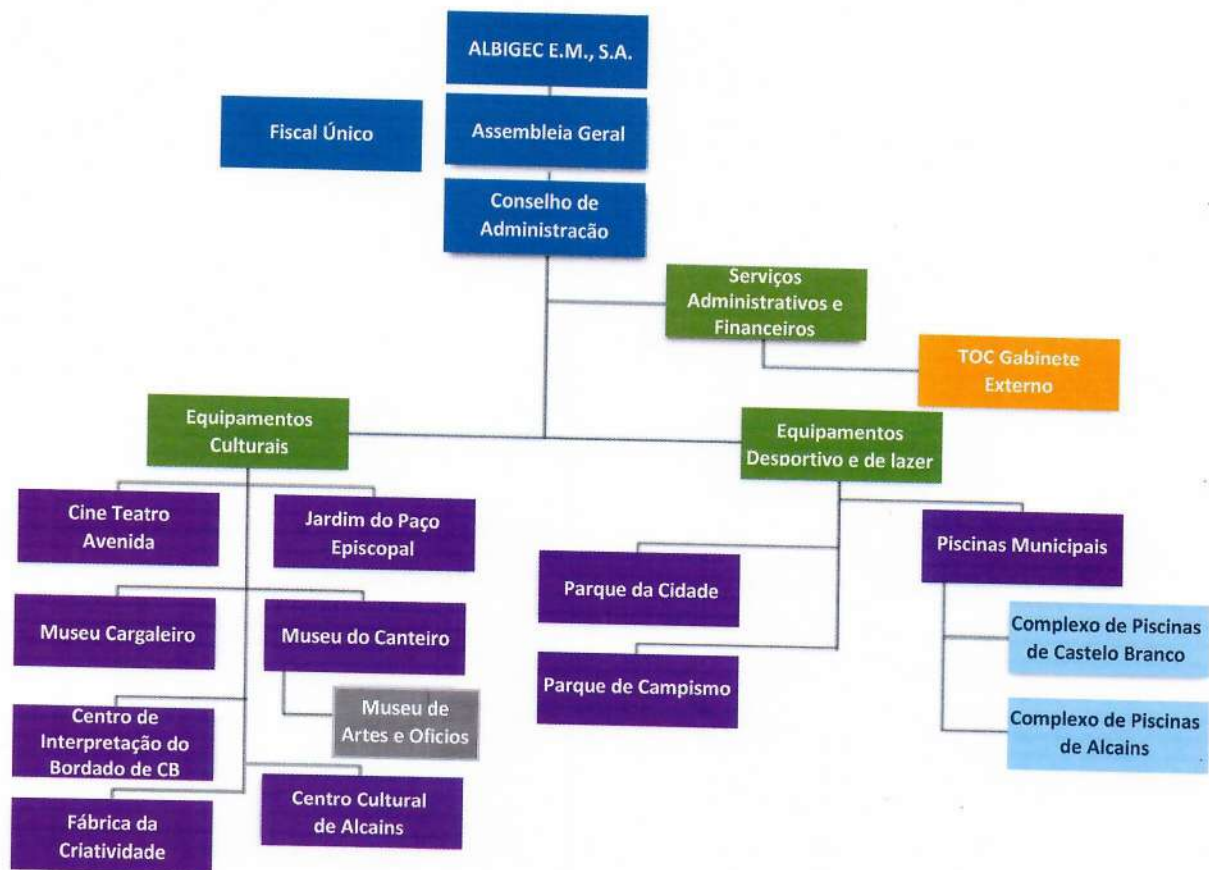 ALBIGEC E.M., S.A.
Fiscal Único
Assembleia Geral
Conselho de
Administração
Serviços
Administrativos e
Financeiros
TOC Gabinete
Externo
Equipamentos
Culturais
Equipamentos
Desportivo e de lazer
Cine Teatro
Avenida
Jardim do Paço
Episcopal
Parque da Cidade
Piscinas Municipais
Museu Cargaleiro
Museu do Canteiro
Complexo de Piscinas
de Castelo Branco
Parque de Campismo
Museu de
Artes e Oficios
Centro de
Interpretação do
Bordado de CB
Complexo de Piscinas
de Alcains
Centro Cultural
de Alcains
Fábrica da
Criatividade